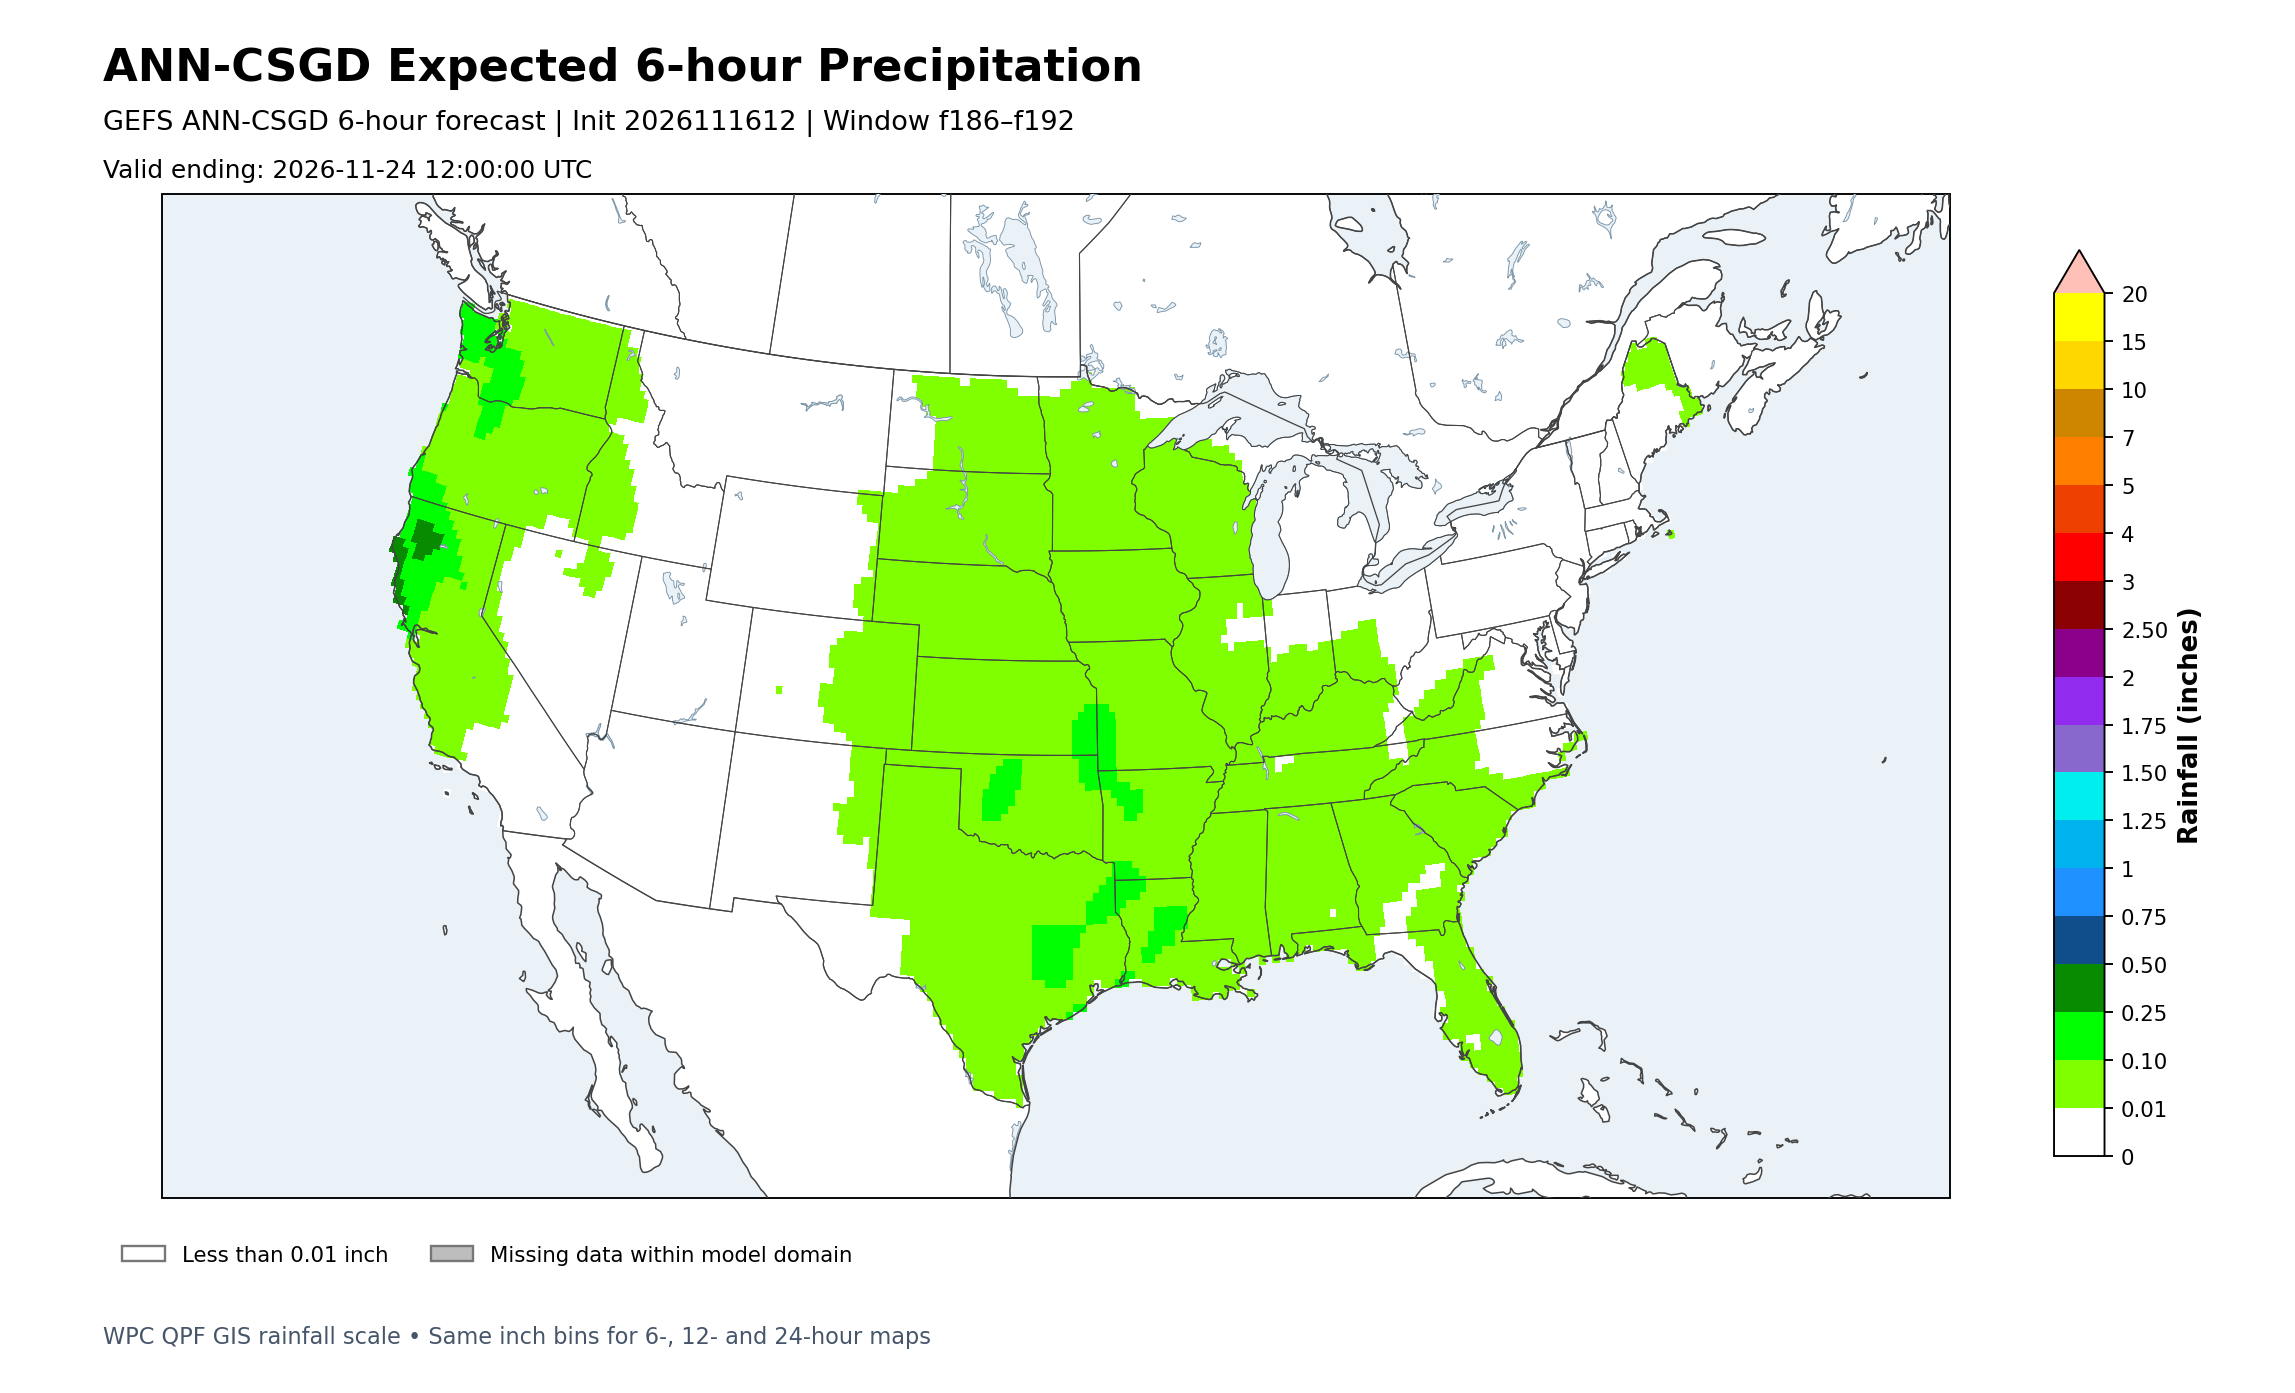 ANN-CSGD Expected 6-hour Precipitation
GEFS ANN-CSGD 6-hour forecast | Init 2026111612 | Window f186–f192
Valid ending: 2026-11-24 12:00:00 UTC
20
15
10
7
5
4
3
2.50
2
1.75
1.50
1.25
1
0.75
0.50
0.25
0.10
0.01
0
Rainfall (inches)
Less than 0.01 inch
Missing data within model domain
WPC QPF GIS rainfall scale • Same inch bins for 6-, 12- and 24-hour maps